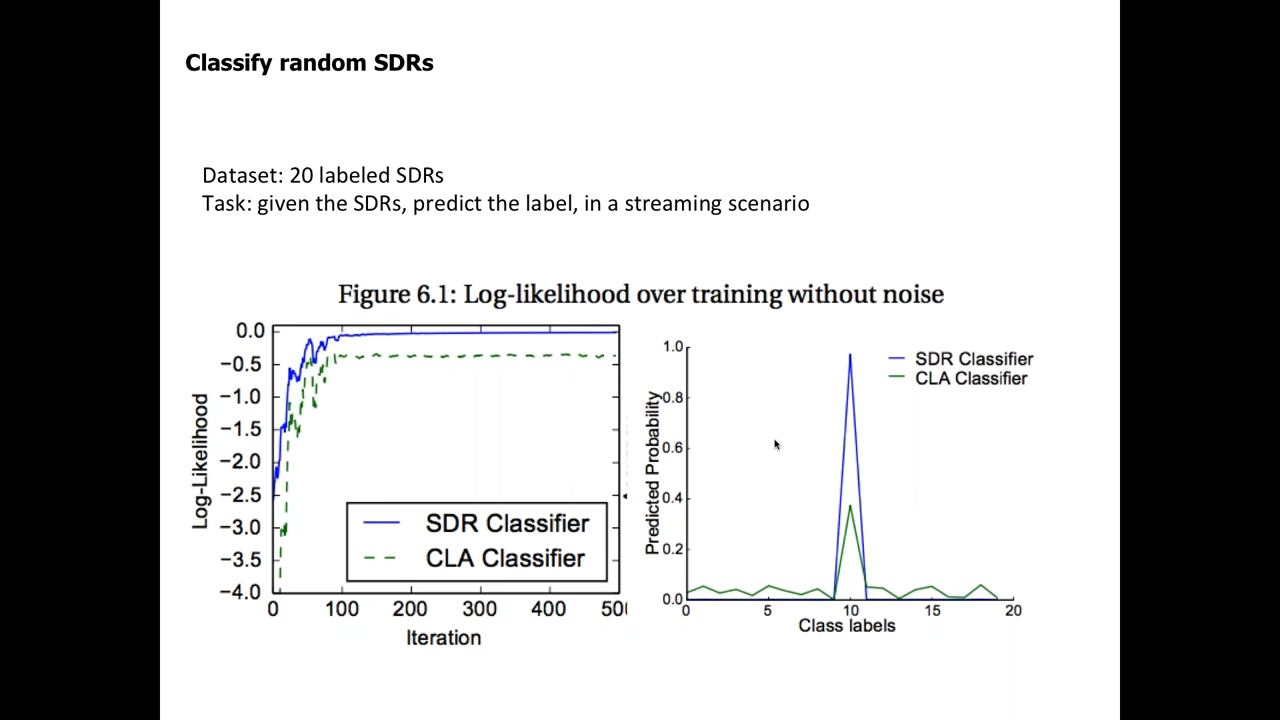 Classify random SDRs
Dataset: 20 labeled SDRs
Task: given the SDRs, predict the label, in a streaming scenario
Figure 6.1: Log-likelihood over training without noise
0.0
−0.5
−1.0
−1.5
−2.0
−2.5
−3.0
−3.5
−4.0
Log-Likelihood
SDR Classifier
CLA Classifier
0 100 200 300 400 500
Iteration
1.0
0.8
0.6
0.4
0.2
0.0
Predicted Probability
SDR Classifier
CLA Classifier
0 5 10 15 20
Class labels